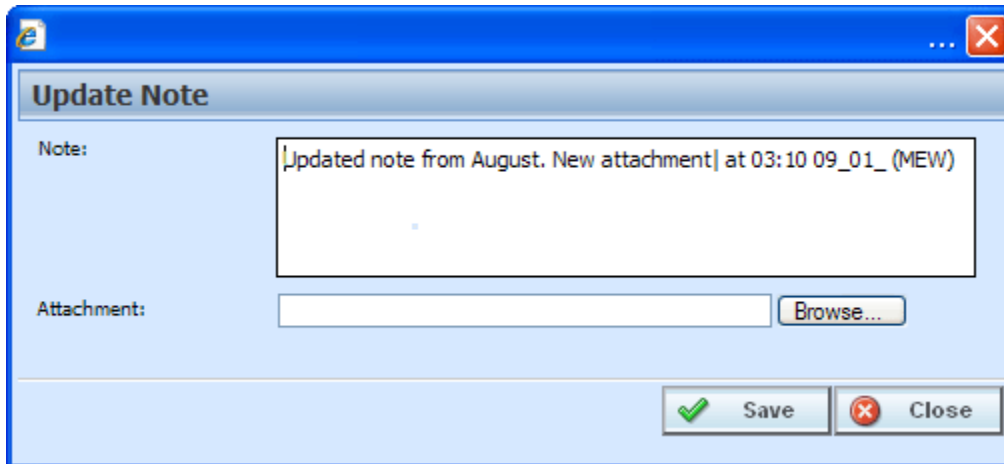 ...
Update Note
Note:
Updated note from August. New attachment| at 03:10 09_01_ (MEW)
Attachment:
Browse...
Save
Close